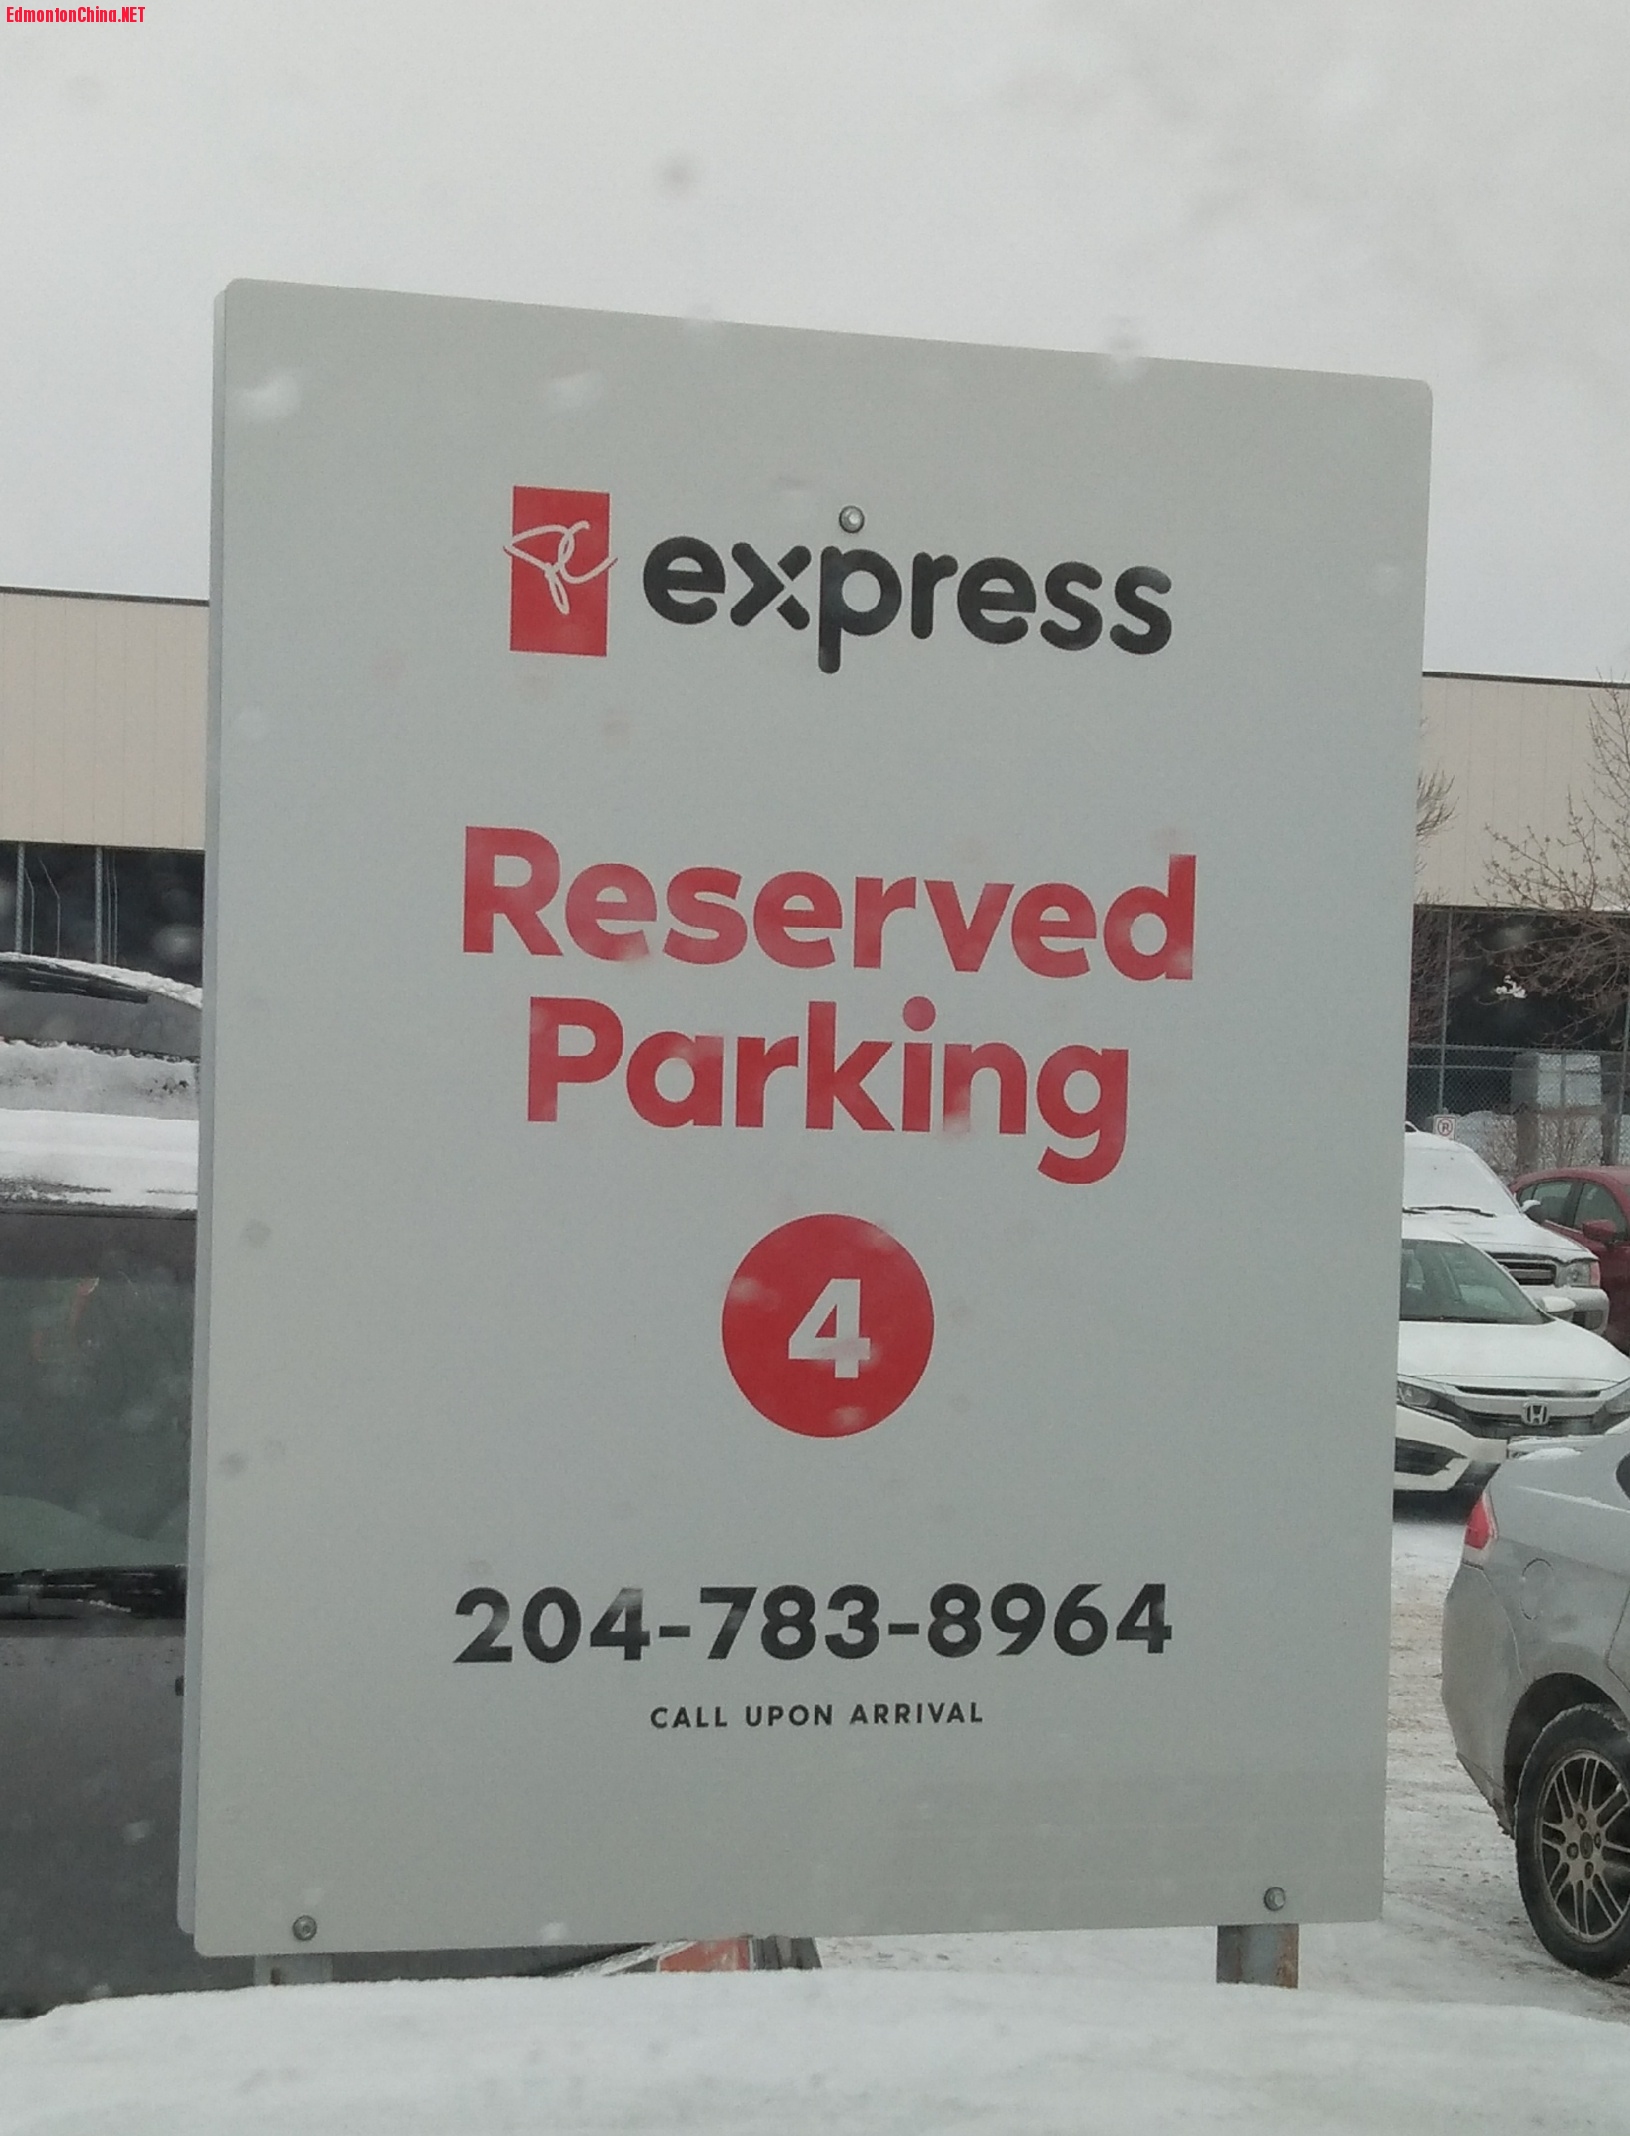 EdmontonChina.NET
PC express
Reserved
Parking
4
204-783-8964
CALL UPON ARRIVAL